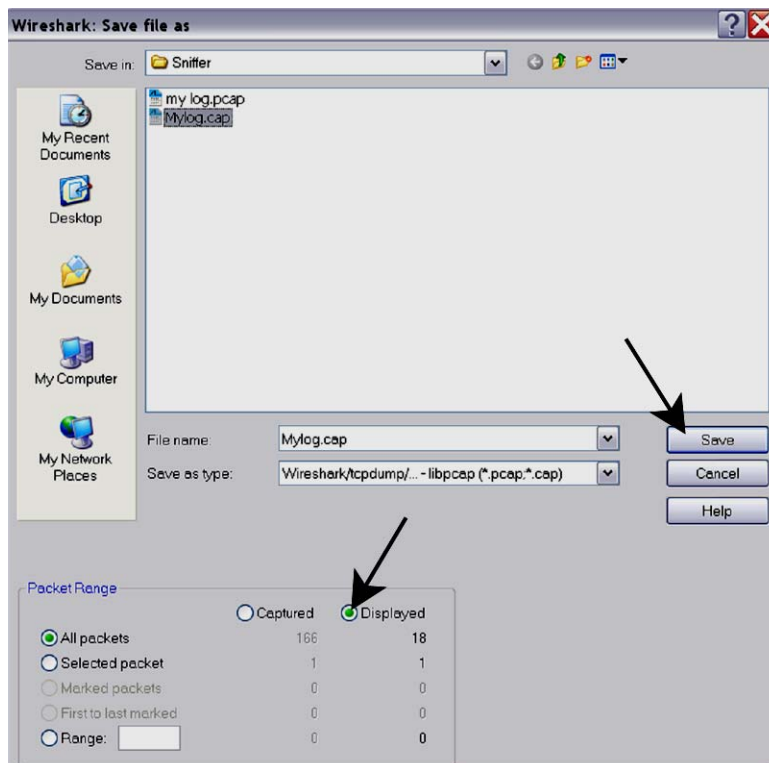 Wireshark: Save file as
Save in: Sniffer
my log.pcap
Mylog.cap
My Recent
Documents
Desktop
My Documents
My Computer
My Network
Places
File name: Mylog.cap Save
Save as type: Wireshark/tcpdump/... - libpcap (*.pcap;*.cap) Cancel
Help
Packet Range
Captured Displayed
All packets 166 18
Selected packet 1 1
Marked packets 0 0
First to last marked 0 0
Range: 0 0